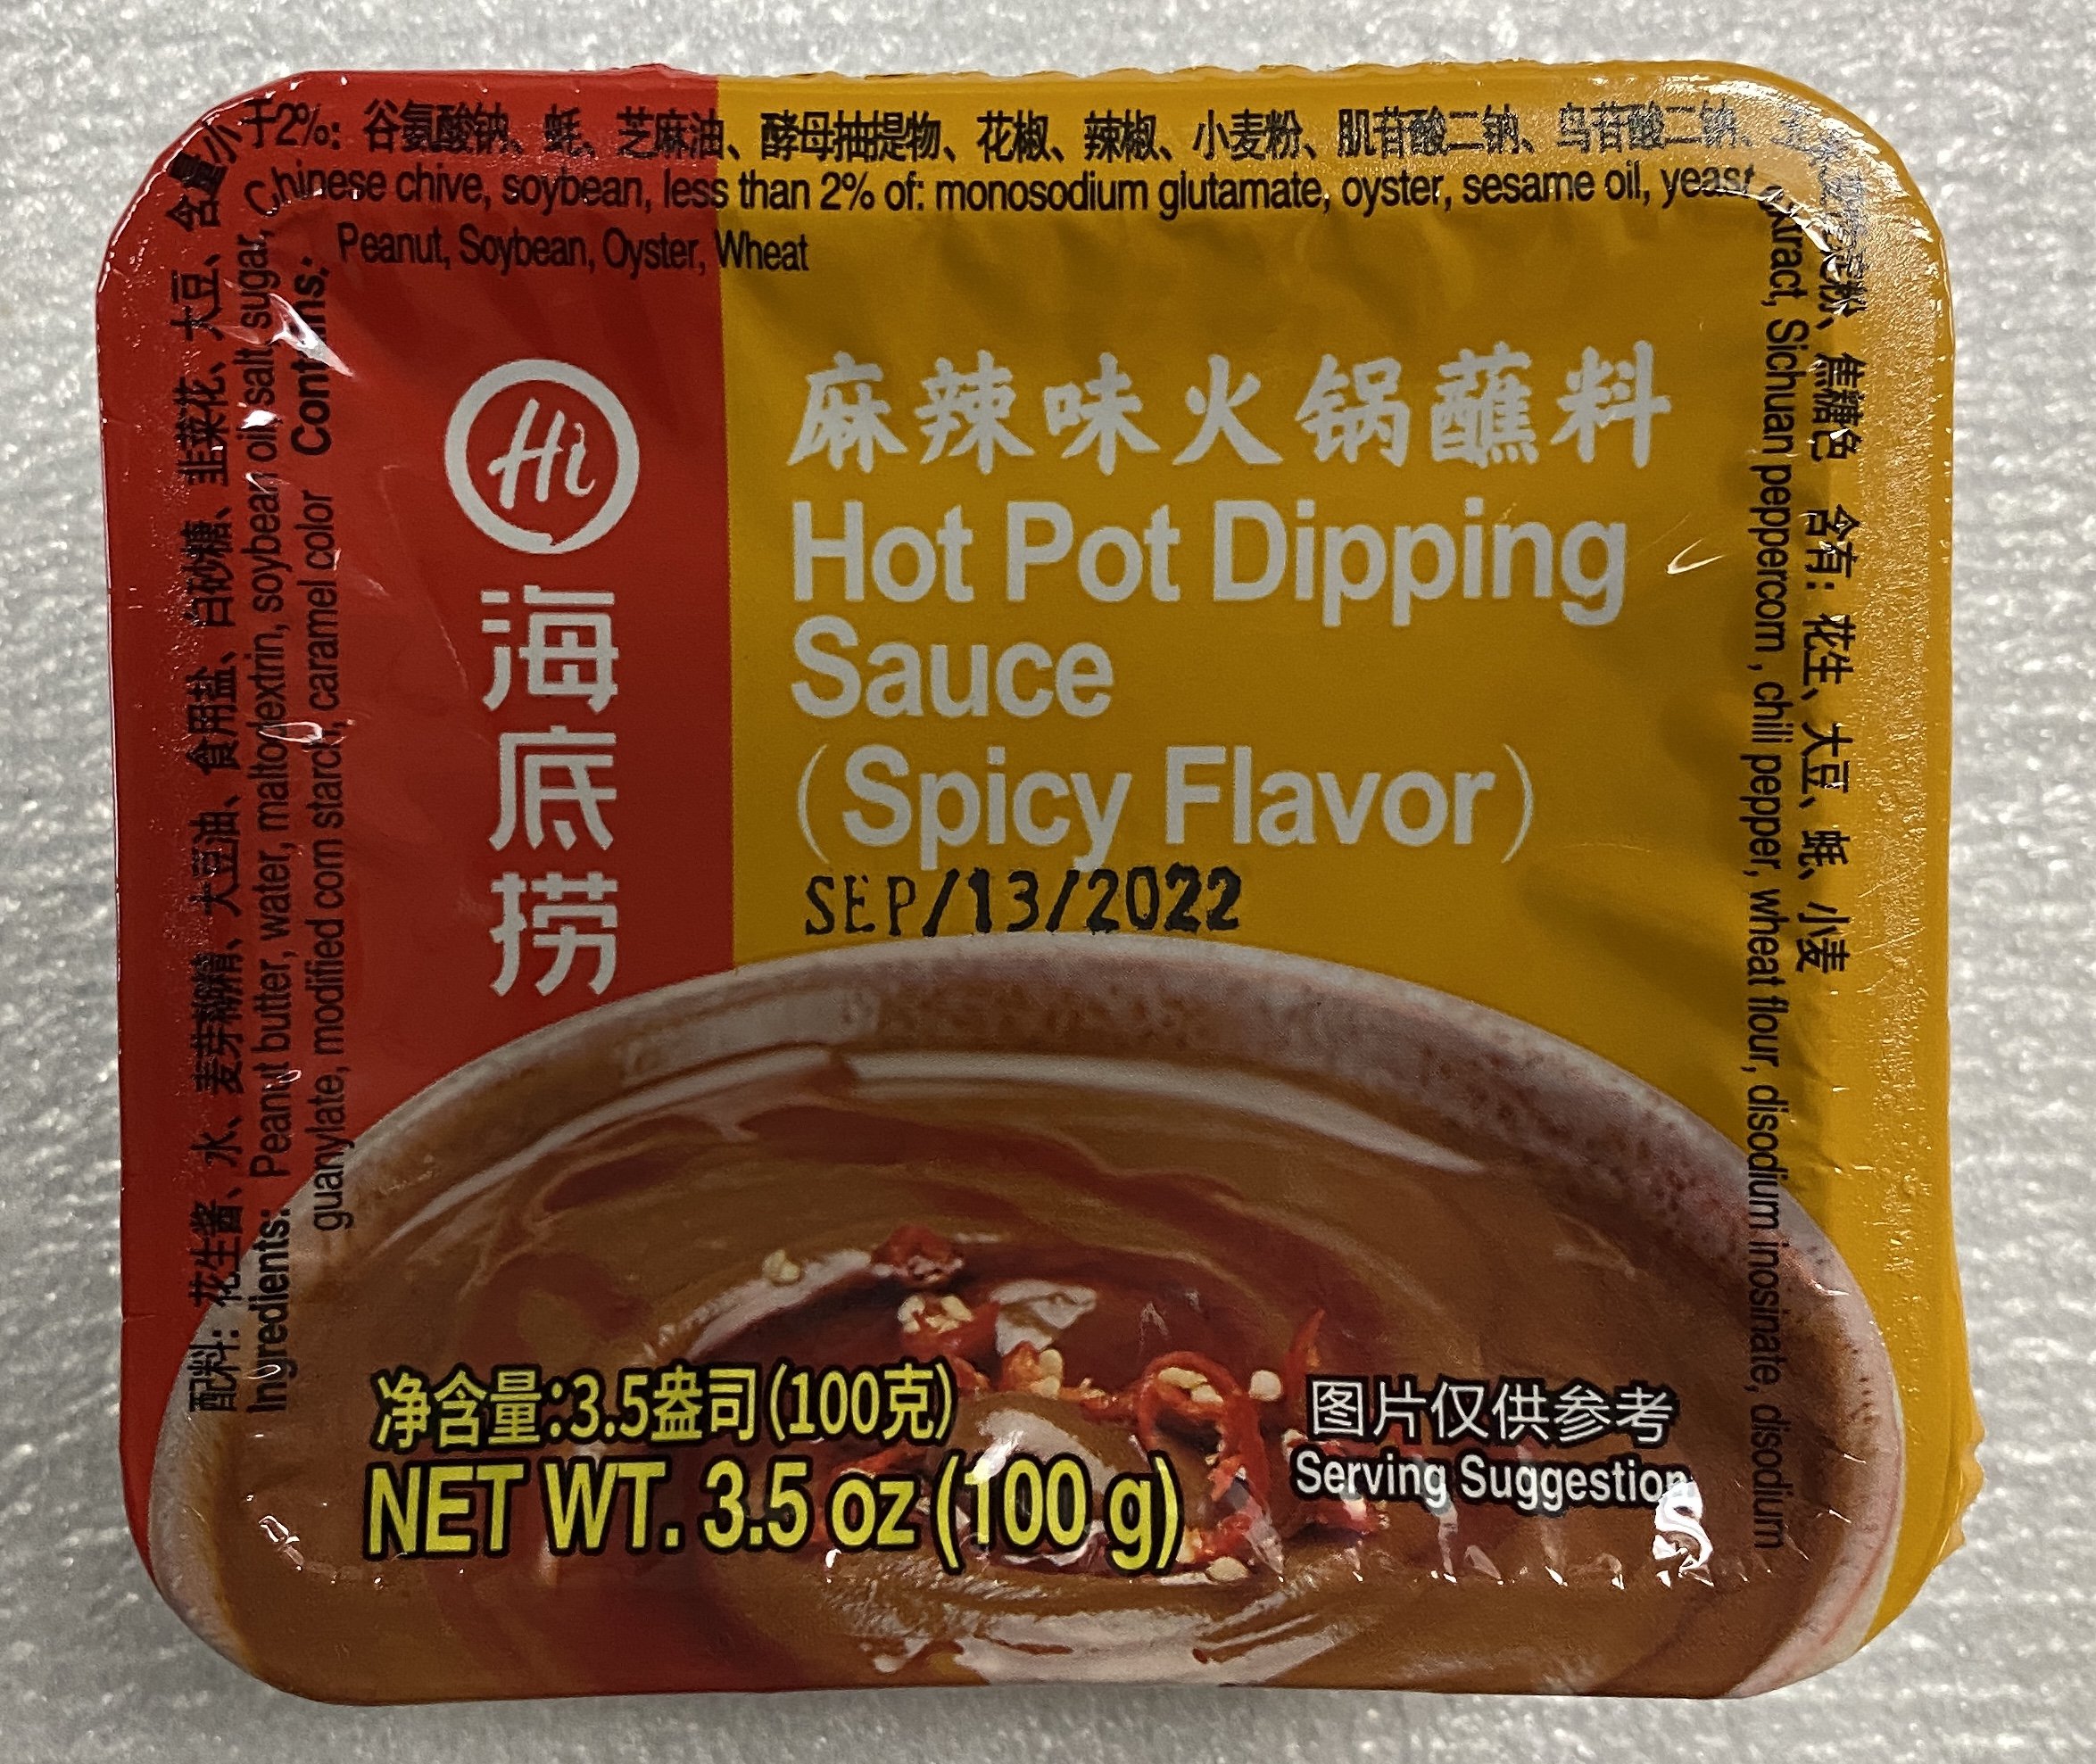 配料: 花生酱、水、麦芽糊精、大豆油、食用盐、白砂糖、韭菜花、大豆、含量小于2%: 谷氨酸钠、蚝、芝麻油、酵母抽提物、花椒、辣椒、小麦粉、肌苷酸二钠、鸟苷酸二钠、 焦糖色 含有: 花生、大豆、蚝、小麦
Ingredients: Peanut butter, water, maltodextrin, soybean oil, salt, sugar, Chinese chive, soybean, less than 2% of: monosodium glutamate, oyster, sesame oil, yeast extract, Sichuan peppercorn , chili pepper, wheat flour, disodium inosinate, disodium
guanylate, modified corn starch, caramel color Contains: Peanut, Soybean, Oyster, Wheat
Hi
海底捞
麻辣味火锅蘸料
Hot Pot Dipping
Sauce
(Spicy Flavor)
SEP/13/2022
净含量:3.5盎司(100克)
NET WT. 3.5 oz (100 g)
图片仅供参考
Serving Suggestion